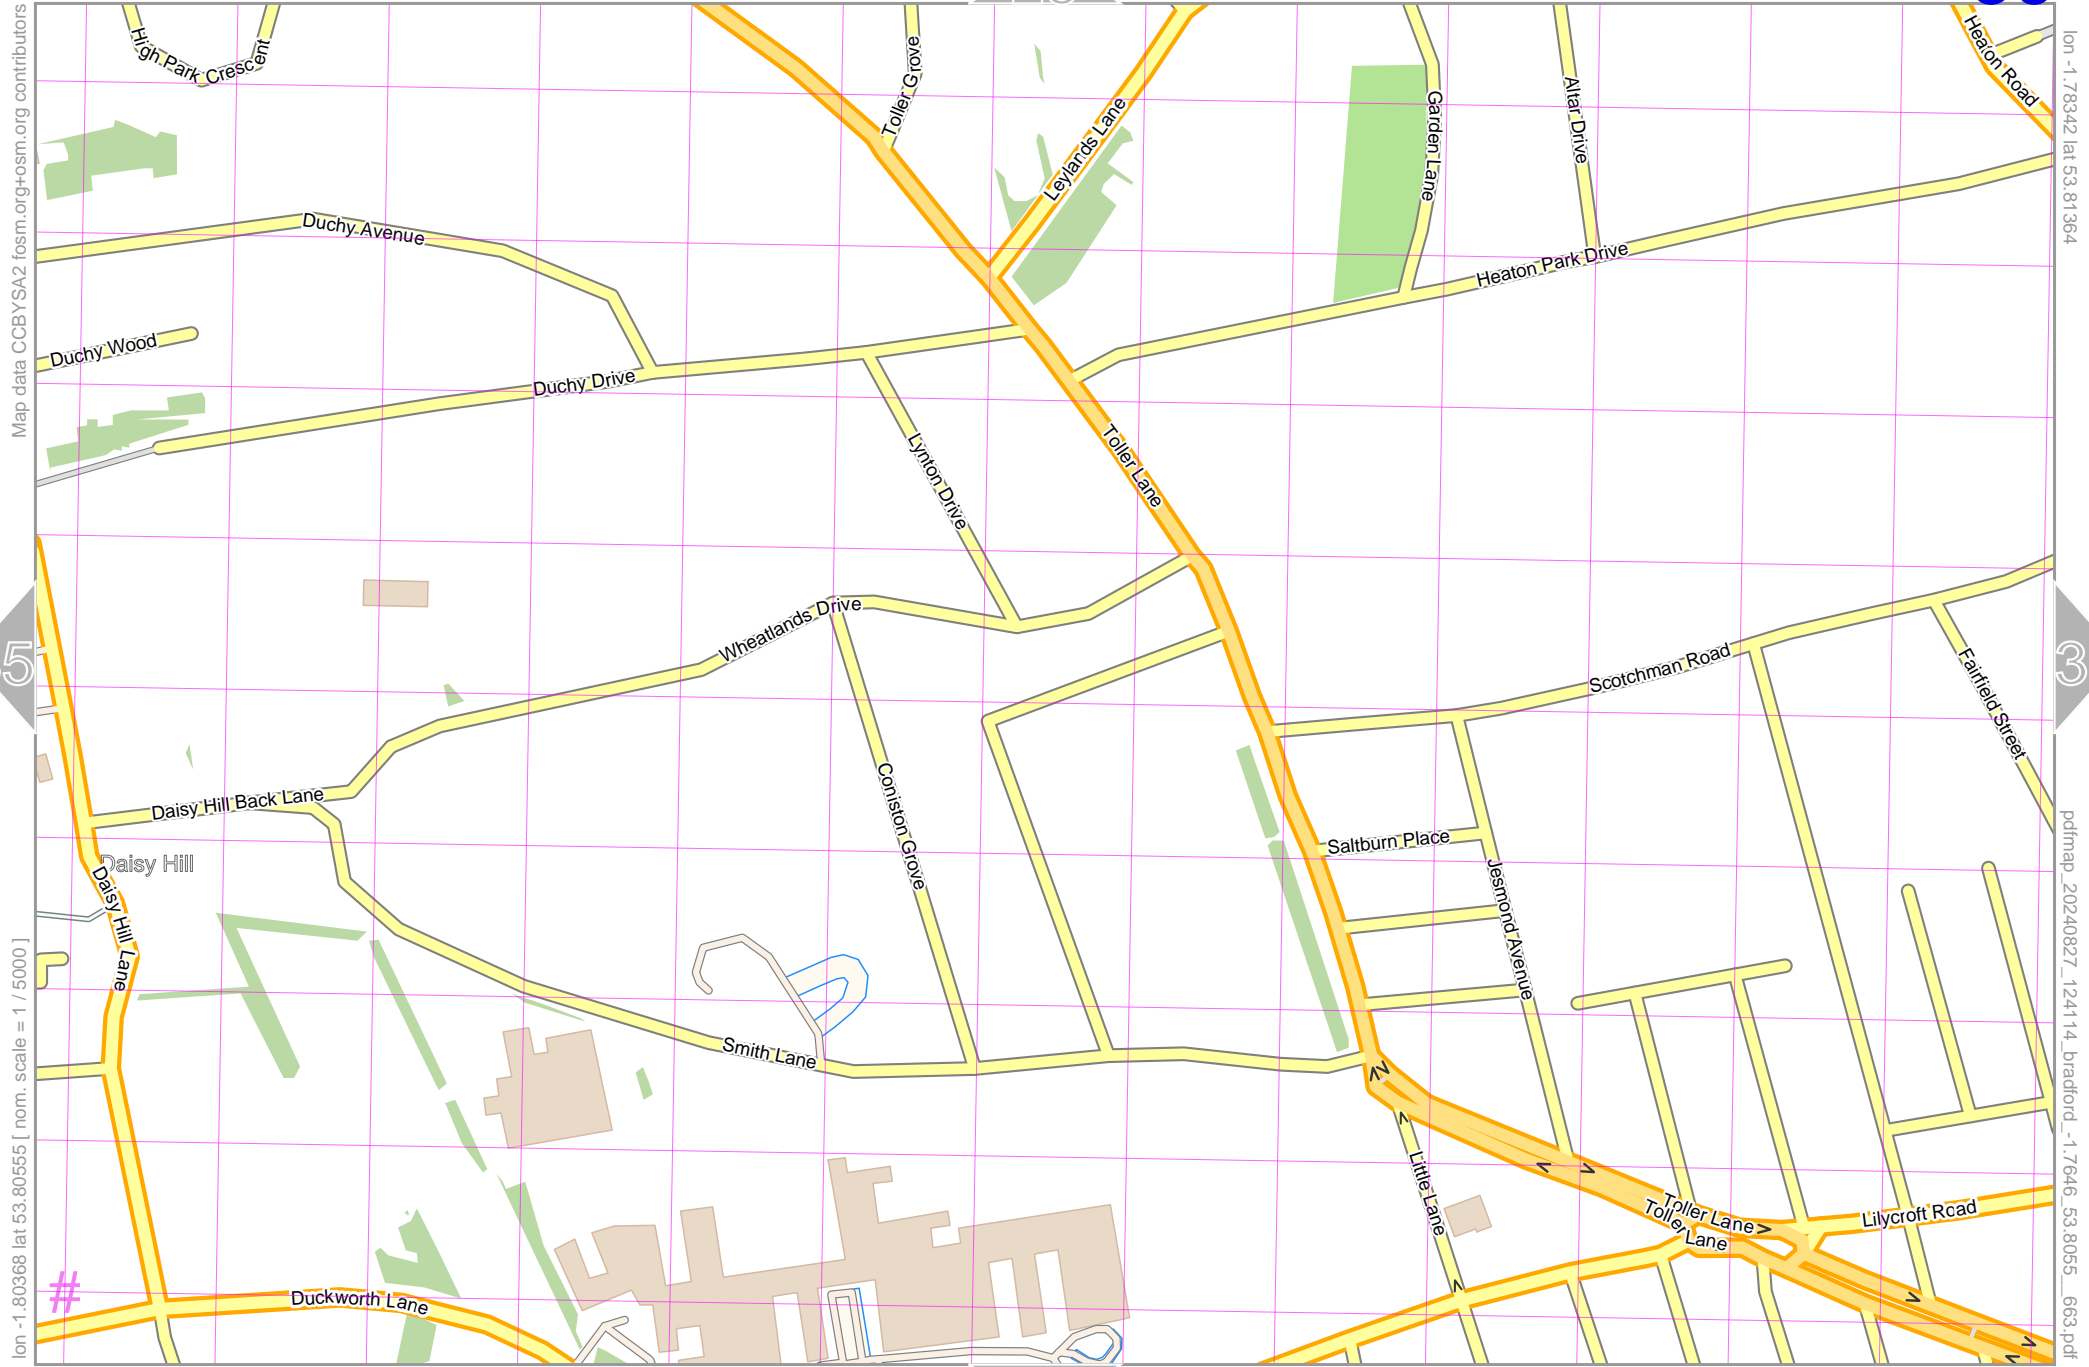 High Park Crescent
Toller Grove
Leylands Lane
Garden Lane
Altar Drive
Heaton Road
Duchy Avenue
Heaton Park Drive
Duchy Wood
Duchy Drive
Lynton Drive
Toller Lane
Wheatlands Drive
Scotchman Road
Fairfield Street
5
3
Daisy Hill Back Lane
Coniston Grove
Saltburn Place
Daisy Hill
Daisy Hill Lane
Jesmond Avenue
Smith Lane
Little Lane
Toller Lane
Toller Lane
Lilycroft Road
#
Duckworth Lane
Map data CCBYSA2 fosm.org+osm.org contributors
lon -1.80368 lat 53.80555 [ nom. scale = 1 / 5000 ]
lon -1.78342 lat 53.81364
pdfmap_20240827_124114_bradford_-1.7646_53.8055__663.pdf